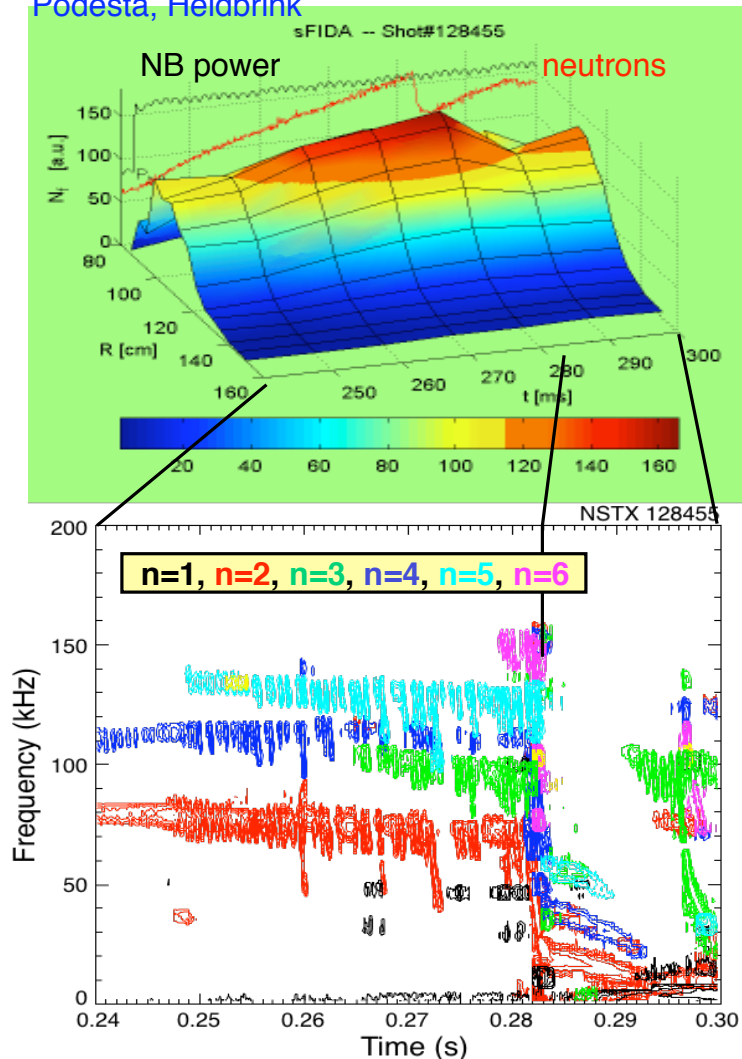 Podesta, Heidbrink
sFIDA -- Shot#128455
NB power
neutrons
150
100
50
0
N_f [a.u.]
80
100
120
140
160
R [cm]
250
260
270
280
290
300
t [ms]
20 40 60 80 100 120 140 160
NSTX 128455
n=1, n=2, n=3, n=4, n=5, n=6
200
150
100
50
0
Frequency (kHz)
0.24 0.25 0.26 0.27 0.28 0.29 0.30
Time (s)